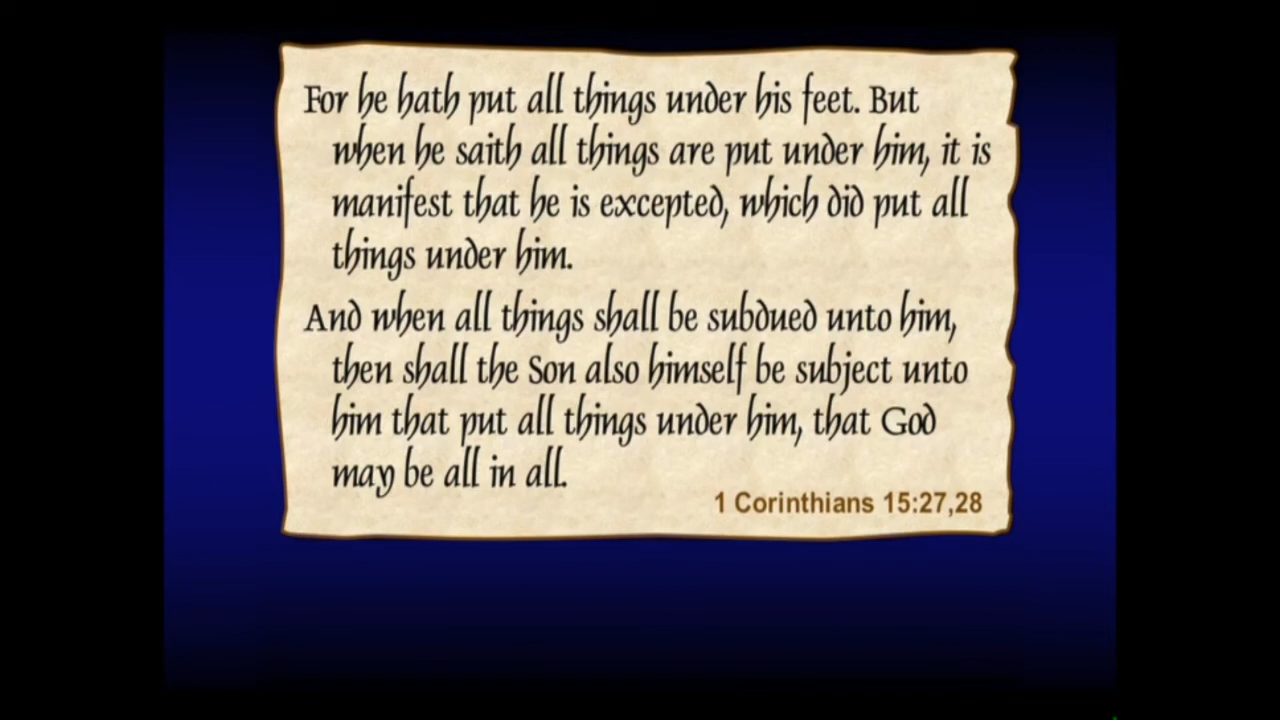 For he hath put all things under his feet. But
when he saith all things are put under him, it is
manifest that he is excepted, which did put all
things under him.
And when all things shall be subdued unto him,
then shall the Son also himself be subject unto
him that put all things under him, that God
may be all in all.
1 Corinthians 15:27,28